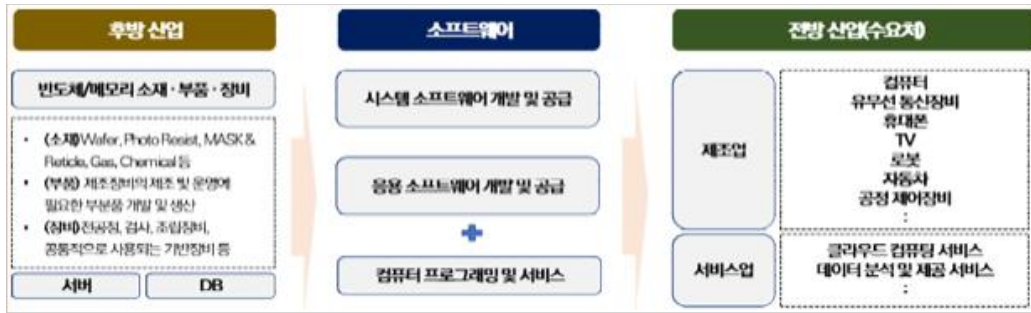 후방 산업
반도체/메모리 소재·부품·장비
• (소재) Wafer, Photo Resist, MASK &
Reticle, Gas, Chemical 등
• (부품) 제조장비의 제조 및 운영에
필요한 부분품 개발 및 생산
• (장비) 전공정, 검사, 조립장비,
공통적으로 사용되는 기반장비 등
서버
DB
소프트웨어
시스템 소프트웨어 개발 및 공급
응용 소프트웨어 개발 및 공급
+
컴퓨터 프로그래밍 및 서비스
전방 산업(수요처)
제조업
컴퓨터
유무선 통신장비
휴대폰
TV
로봇
자동차
공정 제어장비
:
서비스업
클라우드 컴퓨팅 서비스
데이터 분석 및 제공 서비스
: